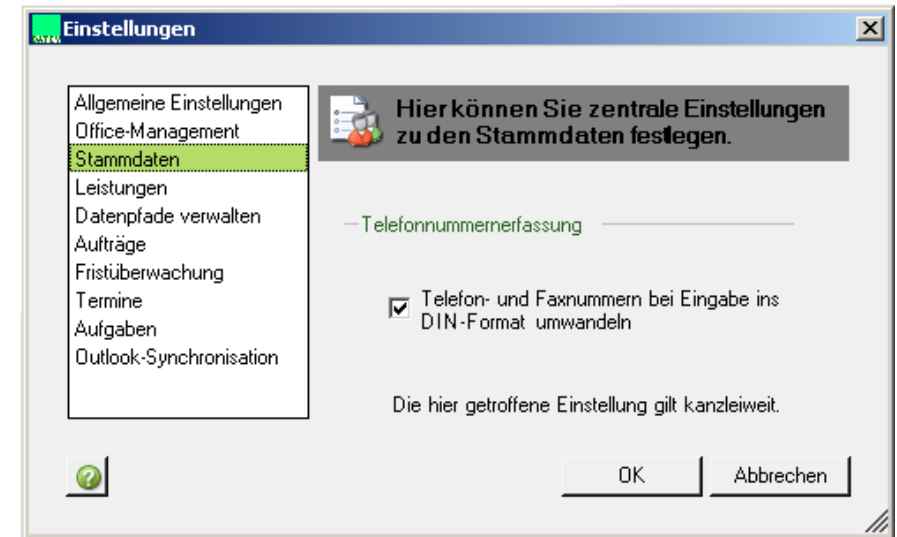 DATEV
Einstellungen
Allgemeine Einstellungen
Office-Management
Stammdaten
Leistungen
Datenpfade verwalten
Aufträge
Fristüberwachung
Termine
Aufgaben
Outlook-Synchronisation
Hier können Sie zentrale Einstellungen
zu den Stammdaten festlegen.
Telefonnummernerfassung
Telefon- und Faxnummern bei Eingabe ins
DIN-Format umwandeln
Die hier getroffene Einstellung gilt kanzleiweit.
OK
Abbrechen